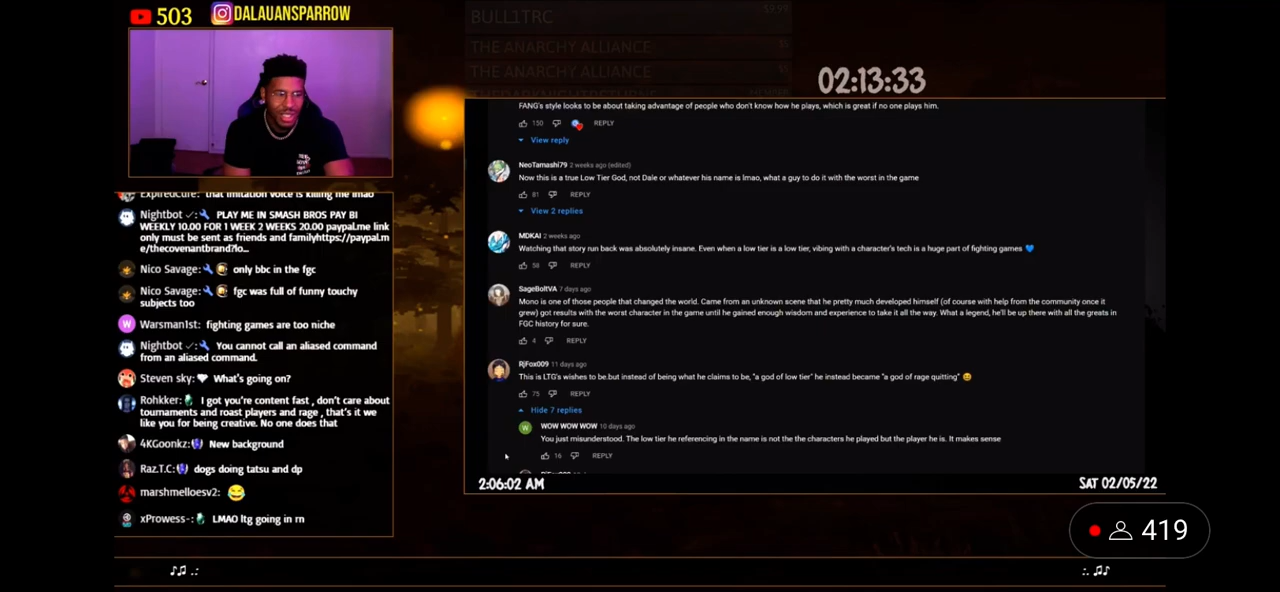 503
DALAUANSPARROW
BULL1TRC $9.99
THE ANARCHY ALLIANCE $5
THE ANARCHY ALLIANCE $5
02:13:33
FANG's style looks to be about taking advantage of people who don't know how he plays, which is great if no one plays him.
150 REPLY
View reply
NeoTamashi79 2 weeks ago (edited)
Now this is a true Low Tier God, not Dale or whatever his name is lmao, what a guy to do it with the worst in the game
81 REPLY
View 2 replies
MDKAI 2 weeks ago
Watching that story run back was absolutely insane. Even when a low tier is a low tier, vibing with a character's tech is a huge part of fighting games 💙
58 REPLY
SageBoltVA 7 days ago
Mono is one of those people that changed the world. Came from an unknown scene that he pretty much developed himself (of course with help from the community once it
grew) got results with the worst character in the game until he gained enough wisdom and experience to take it all the way. What a legend, he'll be up there with all the greats in
FGC history for sure.
4 REPLY
RjFox009 11 days ago
This is LTG's wishes to be.but instead of being what he claims to be, "a god of low tier" he instead became "a god of rage quitting" 😆
75 REPLY
Hide 7 replies
W WOW WOW WOW 10 days ago
You just misunderstood. The low tier he referencing in the name is not the the characters he played but the player he is. It makes sense
16 REPLY
2:06:02 AM
SAT 02/05/22
ExpiredCure: that imitation voice is killing me lmao
Nightbot ✓:🔧 PLAY ME IN SMASH BROS PAY BI
WEEKLY 10.00 FOR 1 WEEK 2 WEEKS 20.00 paypal.me link
only must be sent as friends and familyhttps://paypal.m
e/thecovenantbrand?lo...
Nico Savage: only bbc in the fgc
Nico Savage: fgc was full of funny touchy
subjects too
W Warsman1st: fighting games are too niche
Nightbot ✓:🔧 You cannot call an aliased command
from an aliased command.
Steven sky: What's going on?
Rohkker: I got you're content fast , don't care about
tournaments and roast players and rage , that's it we
like you for being creative. No one does that
4KGoonkz: New background
Raz.T.C: dogs doing tatsu and dp
marshmelloesv2: 😂
xProwess-: LMAO ltg going in rn
419